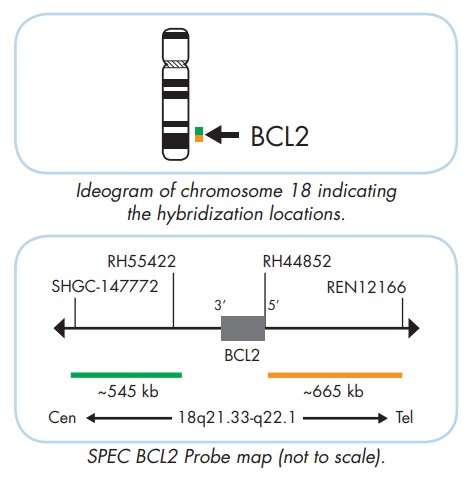 BCL2
Ideogram of chromosome 18 indicating
the hybridization locations.
RH55422
RH44852
SHGC-147772
REN12166
3’
5’
BCL2
~545 kb
~665 kb
Cen
18q21.33-q22.1
Tel
SPEC BCL2 Probe map (not to scale).